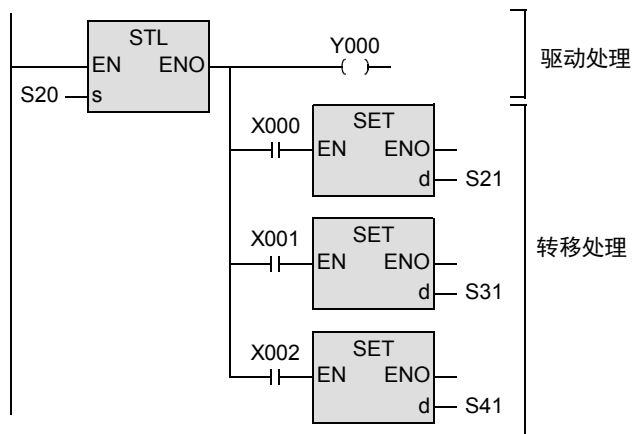 STL
EN ENO
S20 s
Y000
驱动处理
X000
SET
EN ENO
d S21
X001
SET
EN ENO
d S31
转移处理
X002
SET
EN ENO
d S41